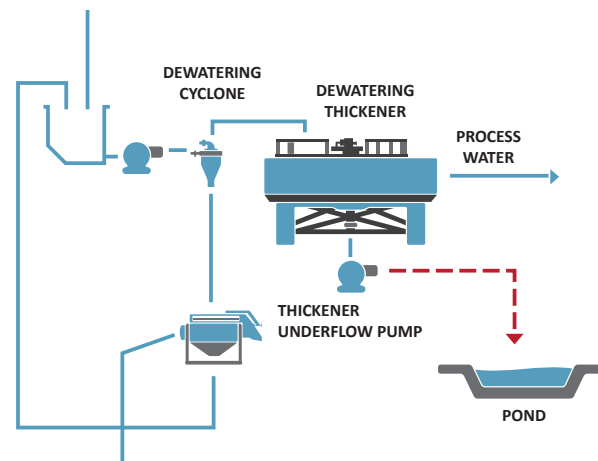 DEWATERING
CYCLONE
DEWATERING
THICKENER
PROCESS
WATER
THICKENER
UNDERFLOW PUMP
POND